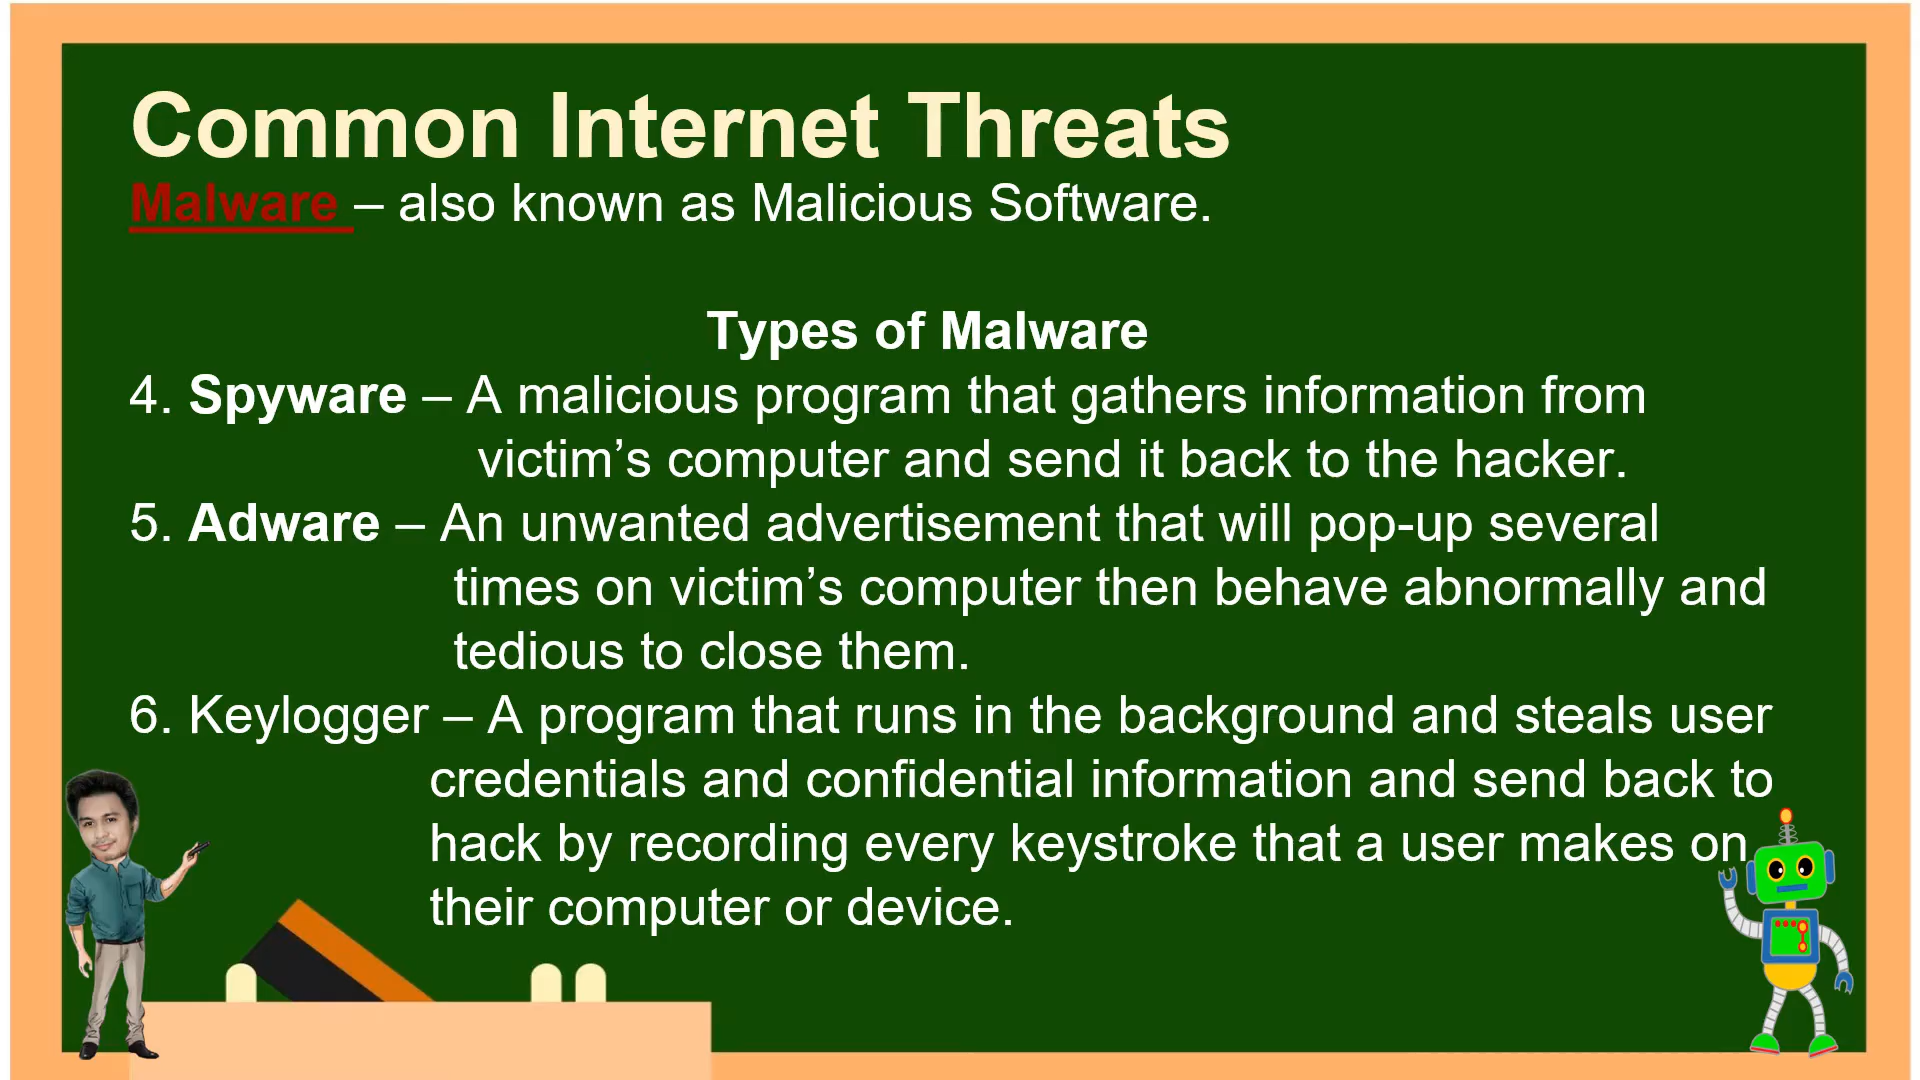 Common Internet Threats
Malware – also known as Malicious Software.
Types of Malware
4. Spyware – A malicious program that gathers information from
victim’s computer and send it back to the hacker.
5. Adware – An unwanted advertisement that will pop-up several
times on victim’s computer then behave abnormally and
tedious to close them.
6. Keylogger – A program that runs in the background and steals user
credentials and confidential information and send back to
hack by recording every keystroke that a user makes on
their computer or device.